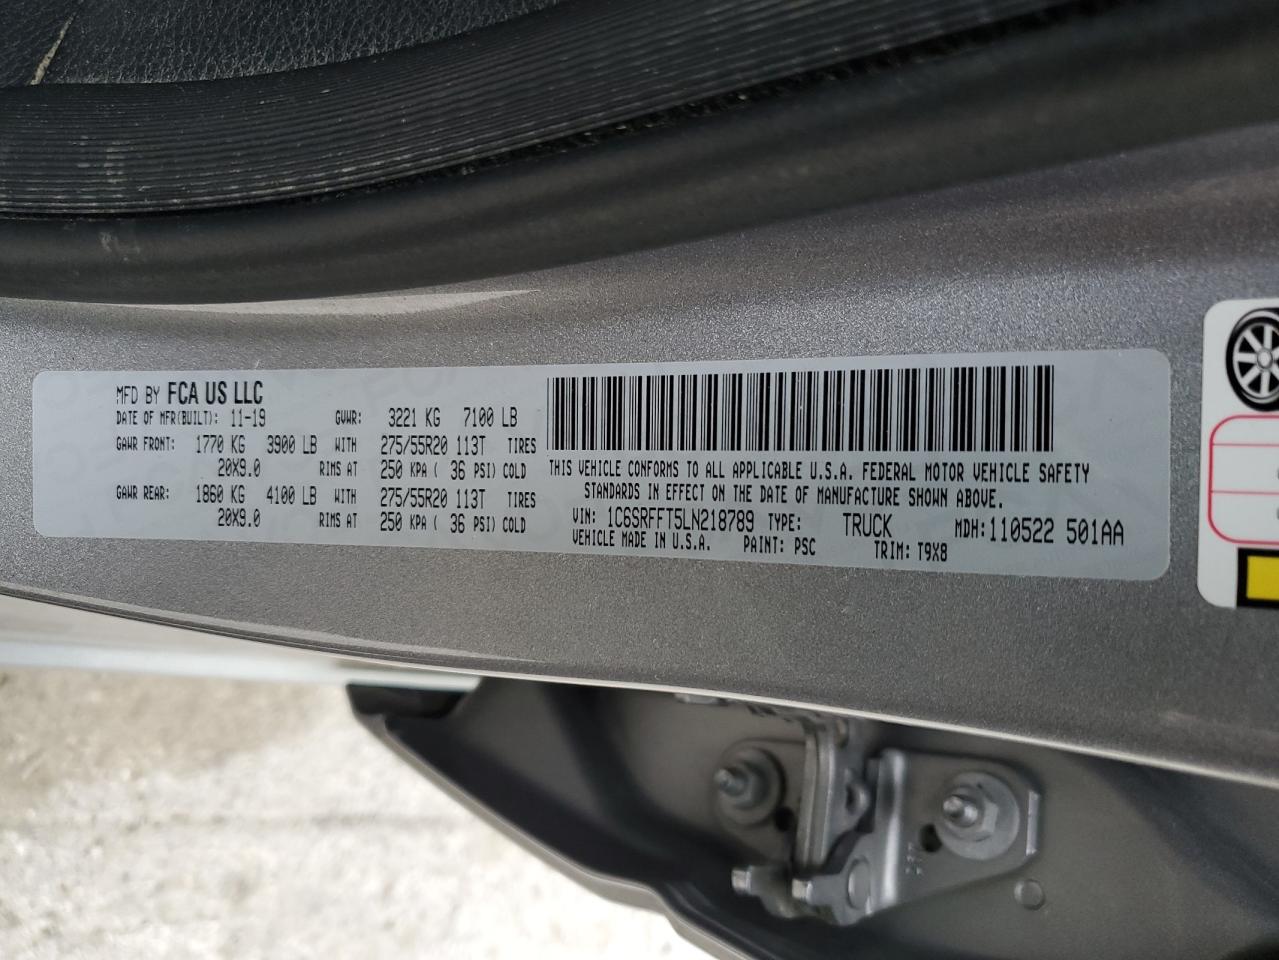 MFD BY FCA US LLC
DATE OF MFR(BUILT): 11-19 GVWR: 3221 KG 7100 LB
GAWR FRONT: 1770 KG 3900 LB WITH 275/55R20 113T TIRES
20X9.0 RIMS AT 250 KPA ( 36 PSI) COLD
GAWR REAR: 1860 KG 4100 LB WITH 275/55R20 113T TIRES
20X9.0 RIMS AT 250 KPA ( 36 PSI) COLD
THIS VEHICLE CONFORMS TO ALL APPLICABLE U.S.A. FEDERAL MOTOR VEHICLE SAFETY
STANDARDS IN EFFECT ON THE DATE OF MANUFACTURE SHOWN ABOVE.
VIN: 1C6SRFFT5LN218789 TYPE: TRUCK MDH:110522 501AA
VEHICLE MADE IN U.S.A. PAINT: PSC TRIM: T9X8